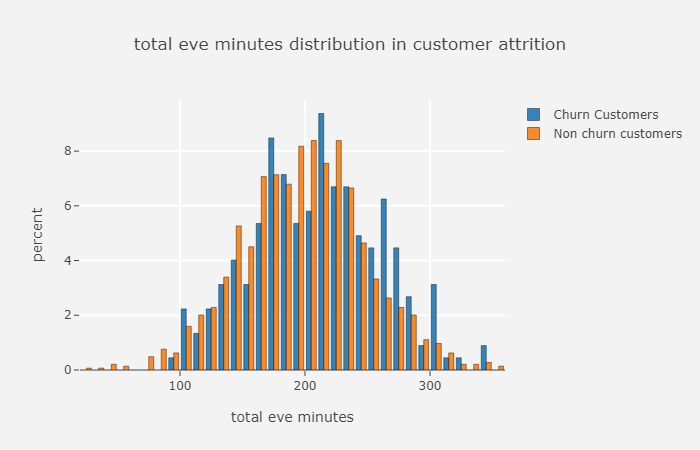 total eve minutes distribution in customer attrition
Churn Customers
Non churn customers
8
6
4
2
0
percent
100 200 300
total eve minutes